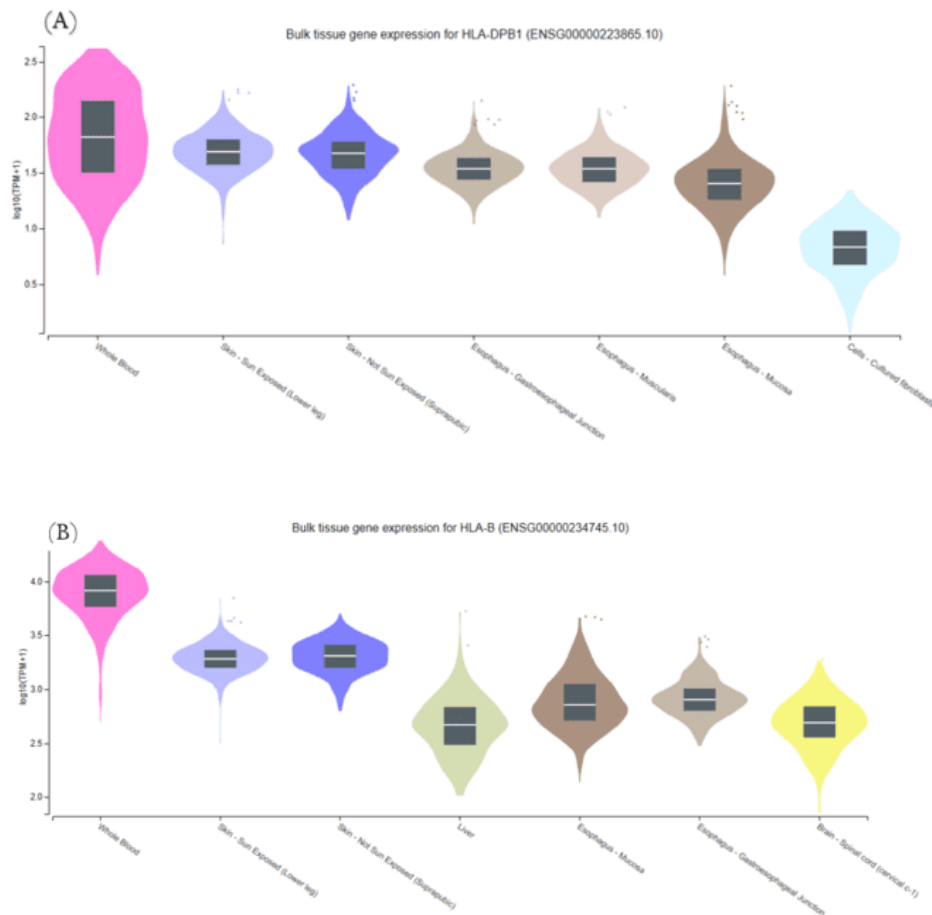 (A)
Bulk tissue gene expression for HLA-DPB1 (ENSG00000223865.10)
log10(TPM+1)
2.5
2.0
1.5
1.0
0.5
Whole Blood
Skin - Sun Exposed (Lower leg)
Skin - Not Sun Exposed (Suprapubic)
Esophagus - Gastroesophageal Junction
Esophagus - Muscularis
Esophagus - Mucosa
Cells - Cultured fibroblasts
(B)
Bulk tissue gene expression for HLA-B (ENSG00000234745.10)
log10(TPM+1)
4.0
3.5
3.0
2.5
2.0
Whole Blood
Skin - Sun Exposed (Lower leg)
Skin - Not Sun Exposed (Suprapubic)
Liver
Esophagus - Mucosa
Esophagus - Gastroesophageal Junction
Brain - Spinal cord (cervical c-1)